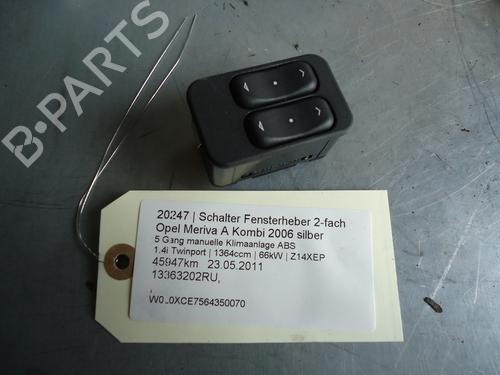 B-PARTS
20247 | Schalter Fensterheber 2-fach
Opel Meriva A Kombi 2006 silber
5 Gang manuelle Klimaanlage ABS
1.4i Twinport | 1364ccm | 66kW | Z14XEP
45947km 23.05.2011
13363202RU,
W0L0XCE7564350070